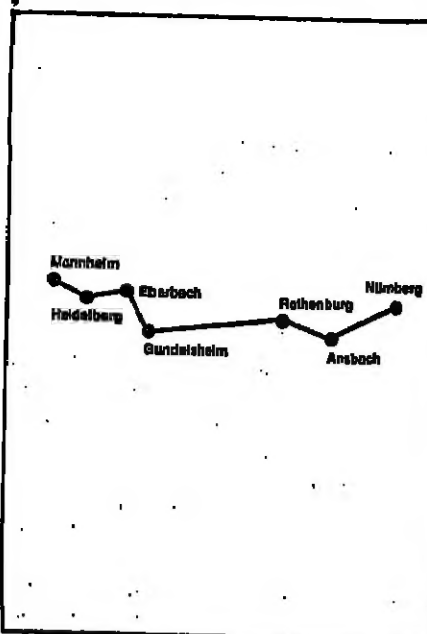 Mannheim
Heidelberg
Eberbach
Gundelsheim
Rothenburg
Ansbach
Nürnberg